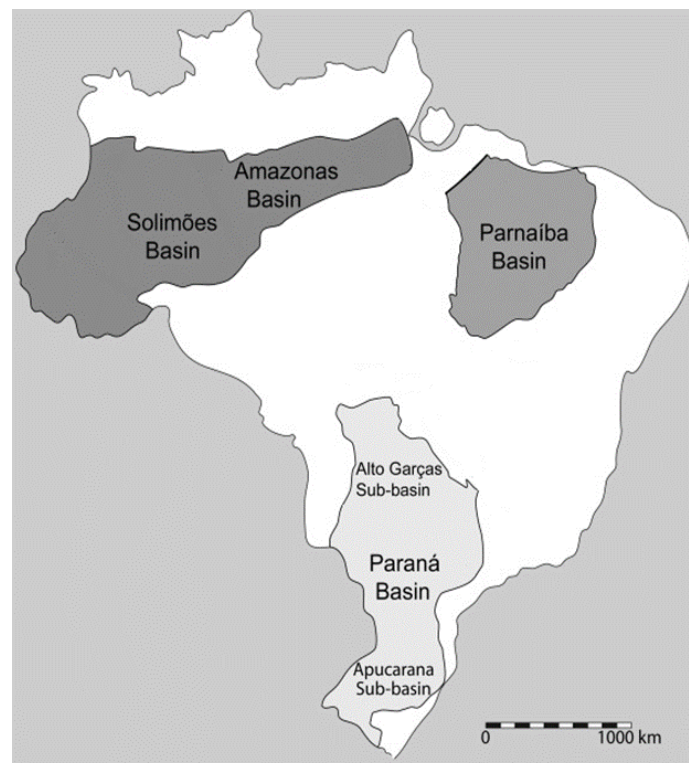 Amazonas
Basin
Solimões
Basin
Parnaíba
Basin
Alto Garças
Sub-basin
Paraná
Basin
Apucarana
Sub-basin
0 1000 km